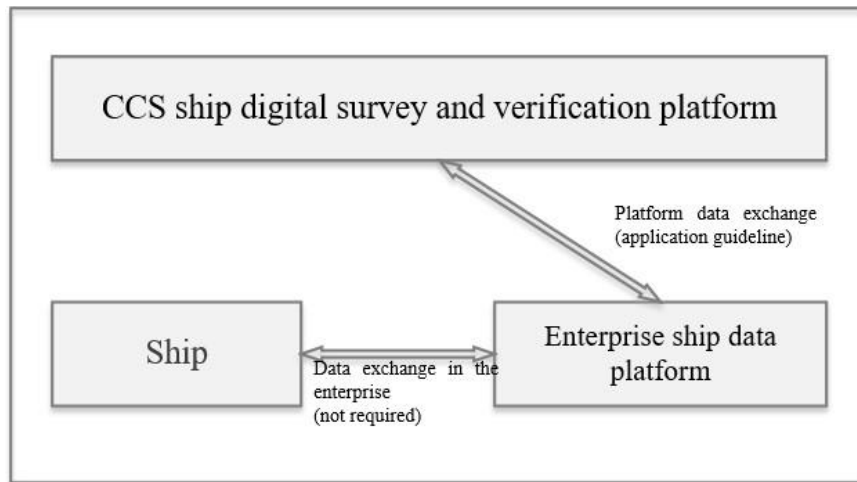 CCS ship digital survey and verification platform
Platform data exchange
(application guideline)
Ship
Data exchange in the
enterprise
(not required)
Enterprise ship data
platform